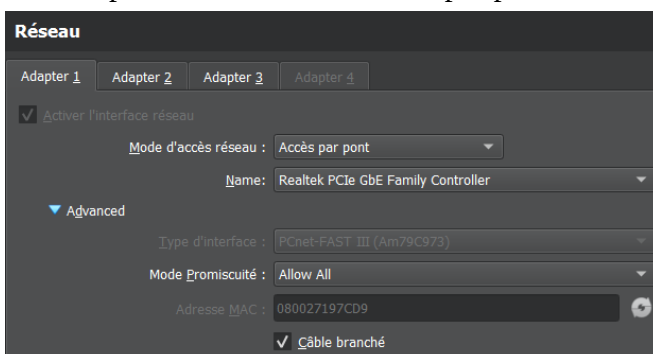 Réseau
Adapter 1 Adapter 2 Adapter 3 Adapter 4
Activer l'interface réseau
Mode d'accès réseau : Accès par pont
Name: Realtek PCIe GbE Family Controller
Advanced
Type d'interface : PCnet-FAST III (Am79C973)
Mode Promiscuité : Allow All
Adresse MAC : 080027197CD9
Câble branché